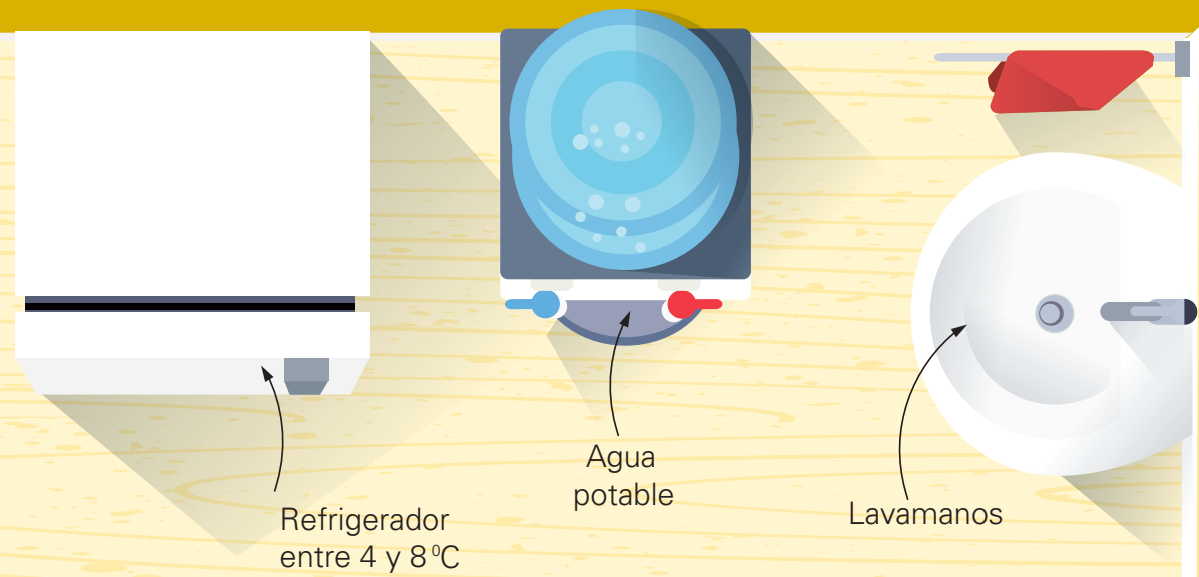 Refrigerador
entre 4 y 8 ⁰C
Agua
potable
Lavamanos